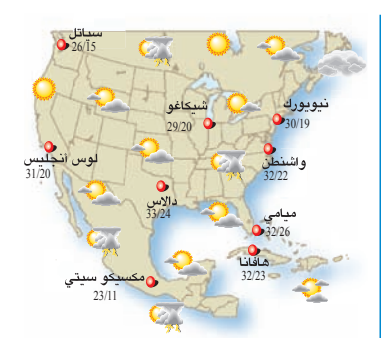 سياتل
26/15
شيكاغو
29/20
نيويورك
30/19
لوس أنجليس
31/20
واشنطن
32/22
دالاس
33/24
ميامي
32/26
هافانا
32/23
مكسيكو سيتي
23/11